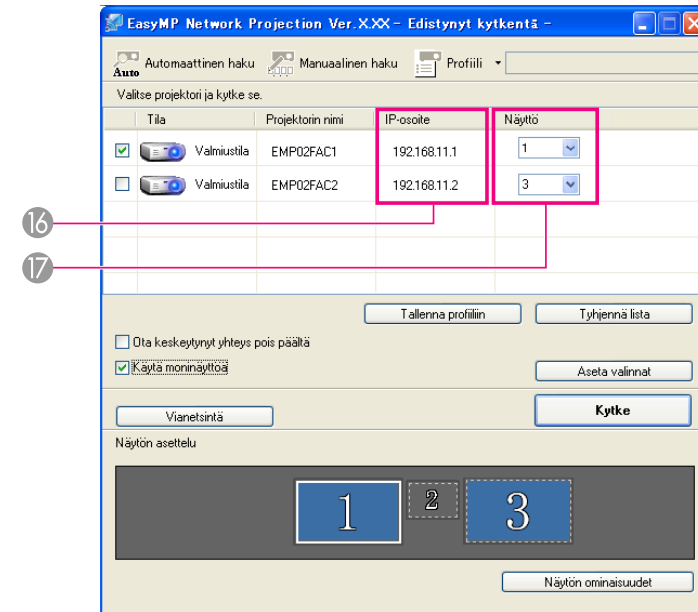 EasyMP Network Projection Ver.X.XX – Edistynyt kytkentä –
Auto Automaattinen haku Manuaalinen haku Profiili
Valitse projektori ja kytke se.
Tila Projektorin nimi IP-osoite Näyttö
Valmiustila EMP02FAC1 192.168.11.1 1
Valmiustila EMP02FAC2 192.168.11.2 3
16
17
Tallenna profiiliin Tyhjennä lista
Ota keskeytynyt yhteys pois päältä
Käytä moninäyttöä
Aseta valinnat
Vianetsintä Kytke
Näytön asettelu
1 2 3
Näytön ominaisuudet